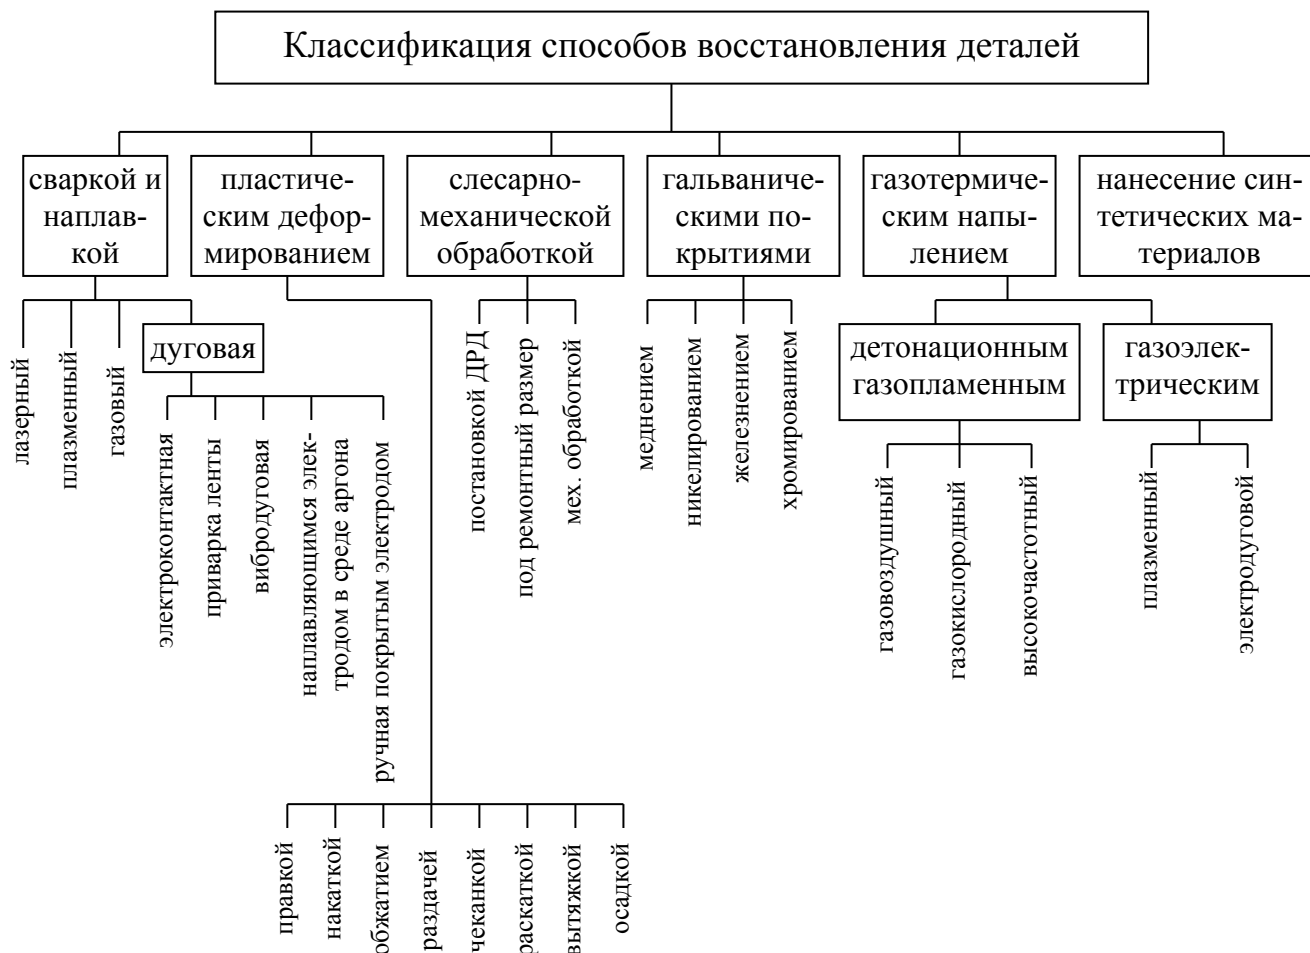 Классификация способов восстановления деталей
сваркой и
наплав-
кой
пластиче-
ским дефор-
мированием
слесарно-
механической
обработкой
гальваниче-
скими по-
крытиями
газотермиче-
ским напы-
лением
нанесение син-
тетических ма-
териалов
лазерный
плазменный
газовый
дуговая
электроконтактная
приварка ленты
вибродуговая
наплавляющимся элек-
тродом в среде аргона
ручная покрытым электродом
правкой
накаткой
обжатием
раздачей
чеканкой
раскаткой
вытяжкой
осадкой
постановкой ДРД
под ремонтный размер
мех. обработкой
меднением
никелированием
железнением
хромированием
детонационным
газопламенным
газовоздушный
газокислородный
высокочастотный
газоэлек-
трическим
плазменный
электродуговой